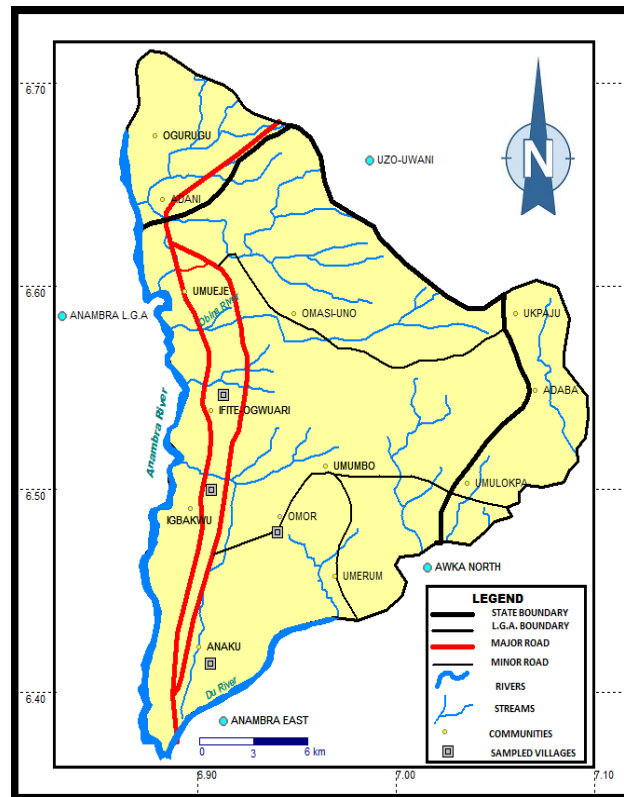 6.70
OGURUGU
UZO-UWANI
N
ADANI
6.60
UMUEJE
Obina River
OMASI-UNO
UKPAJU
ANAMBRA L.G.A
ADABA
IFITE-OGWUARI
Anambra River
UMUMBO
6.50
UMULOKPA
IGBAKWU
OMOR
UMERUM
AWKA NORTH
ANAKU
Du River
6.40
ANAMBRA EAST
0 3 6 km
6.90 7.00 7.10
LEGEND
STATE BOUNDARY
L.G.A. BOUNDARY
MAJOR ROAD
MINOR ROAD
RIVERS
STREAMS
COMMUNITIES
SAMPLED VILLAGES